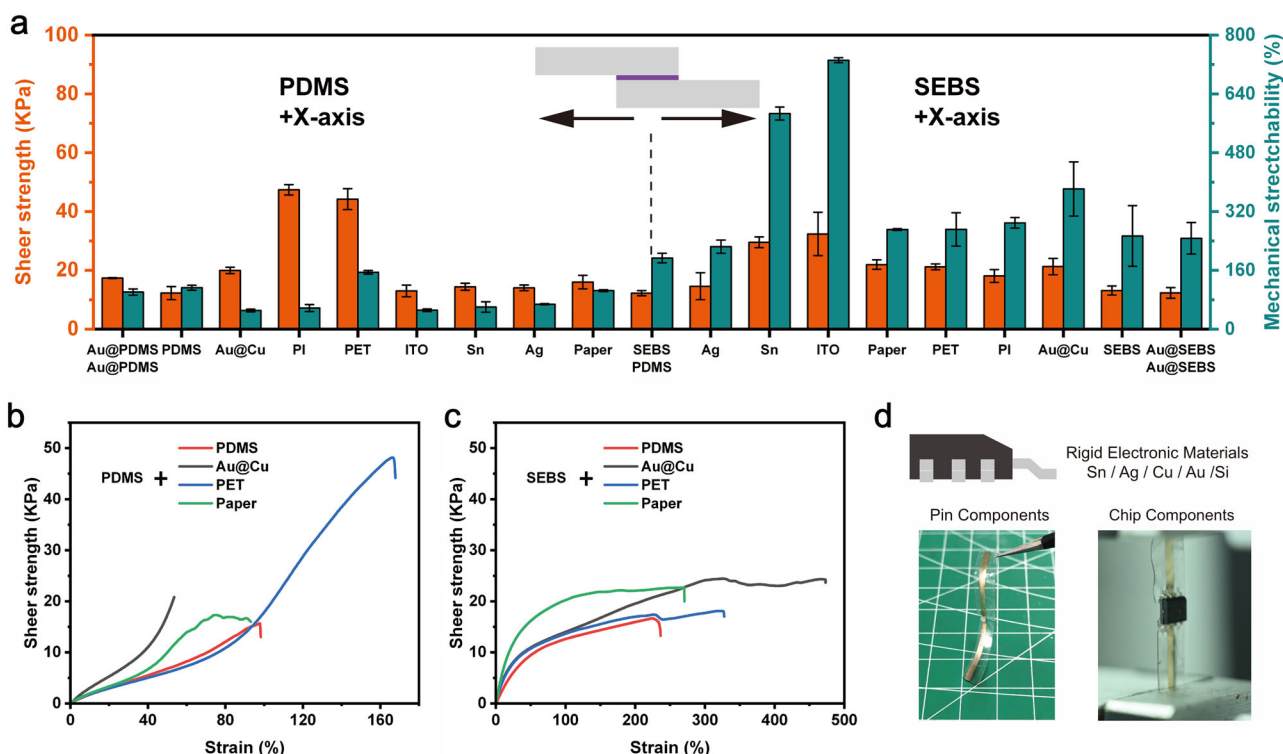 a
Sheer strength (KPa)
100
80
60
40
20
0
PDMS
+X-axis
SEBS
+X-axis
800
640
480
320
160
0
Mechanical strectchability (%)
Au@PDMS PDMS Au@Cu PI PET ITO Sn Ag Paper SEBS Ag Sn ITO Paper PET PI Au@Cu SEBS Au@SEBS
Au@PDMS PDMS Au@SEBS
b
Sheer strength (KPa)
50
40
30
20
10
0
PDMS +
PDMS
Au@Cu
PET
Paper
0 40 80 120 160
Strain (%)
c
Sheer strength (KPa)
50
40
30
20
10
0
SEBS +
PDMS
Au@Cu
PET
Paper
0 100 200 300 400 500
Strain (%)
d
Rigid Electronic Materials
Sn / Ag / Cu / Au /Si
Pin Components
Chip Components